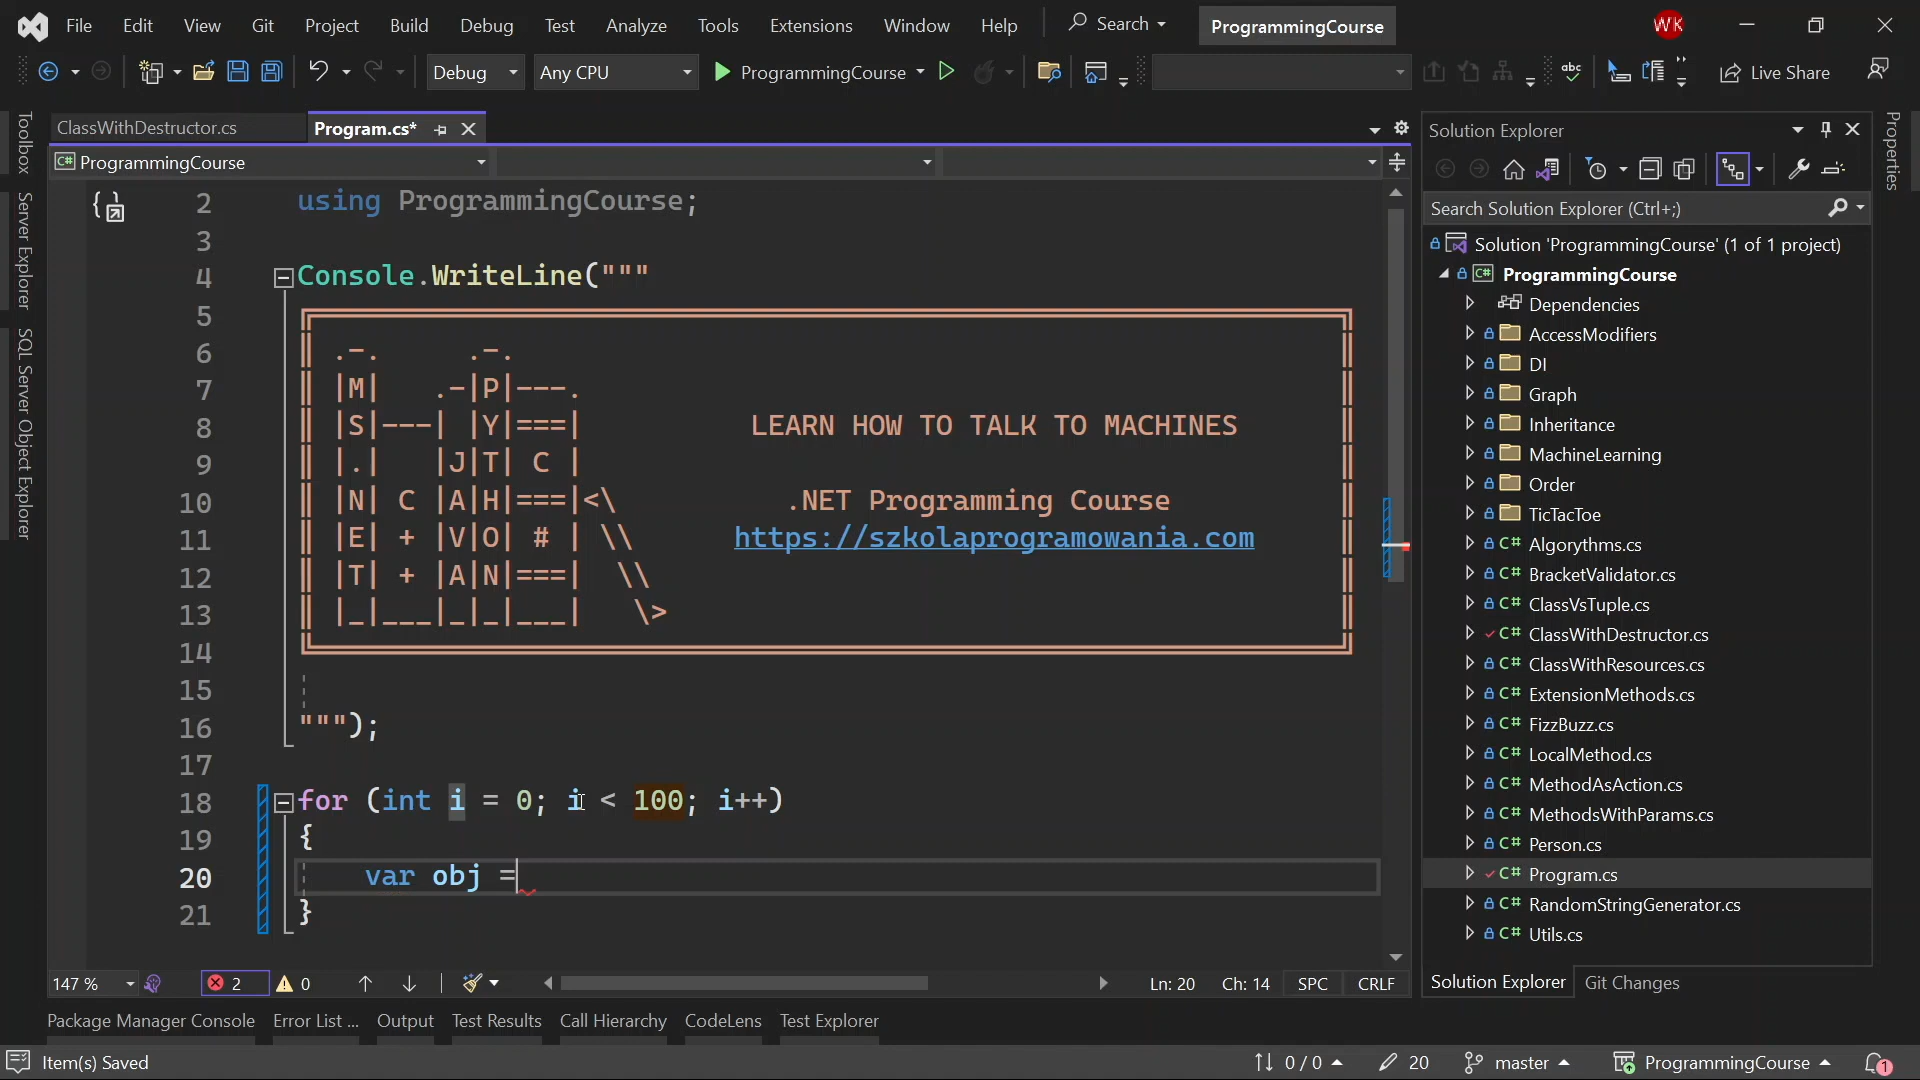 File Edit View Git Project Build Debug Test Analyze Tools Extensions Window Help Search ProgrammingCourse WK
Debug Any CPU ProgrammingCourse abc Live Share
Toolbox
Server Explorer
SQL Server Object Explorer
ClassWithDestructor.cs Program.cs*
C# ProgrammingCourse
2 using ProgrammingCourse;
3
4 Console.WriteLine("""
5
6 .-. .-.
7 |M| .-|P|---.
8 |S|---| |Y|===| LEARN HOW TO TALK TO MACHINES
9 |.| |J|T| C |
10 |N| C |A|H|===|<\ .NET Programming Course
11 |E| + |V|O| # | \\ https://szkolaprogramowania.com
12 |T| + |A|N|===| \\
13 |_|___|_|_|___| \>
14
15
16 """);
17
18 for (int i = 0; i < 100; i++)
19 {
20 var obj =
21 }
147 % 2 0 Ln: 20 Ch: 14 SPC CRLF
Package Manager Console Error List ... Output Test Results Call Hierarchy CodeLens Test Explorer
Solution Explorer
Search Solution Explorer (Ctrl+;)
Solution 'ProgrammingCourse' (1 of 1 project)
C# ProgrammingCourse
Dependencies
AccessModifiers
DI
Graph
Inheritance
MachineLearning
Order
TicTacToe
C# Algorythms.cs
C# BracketValidator.cs
C# ClassVsTuple.cs
C# ClassWithDestructor.cs
C# ClassWithResources.cs
C# ExtensionMethods.cs
C# FizzBuzz.cs
C# LocalMethod.cs
C# MethodAsAction.cs
C# MethodsWithParams.cs
C# Person.cs
C# Program.cs
C# RandomStringGenerator.cs
C# Utils.cs
Solution Explorer Git Changes
Properties
Item(s) Saved 0 / 0 20 master ProgrammingCourse 1